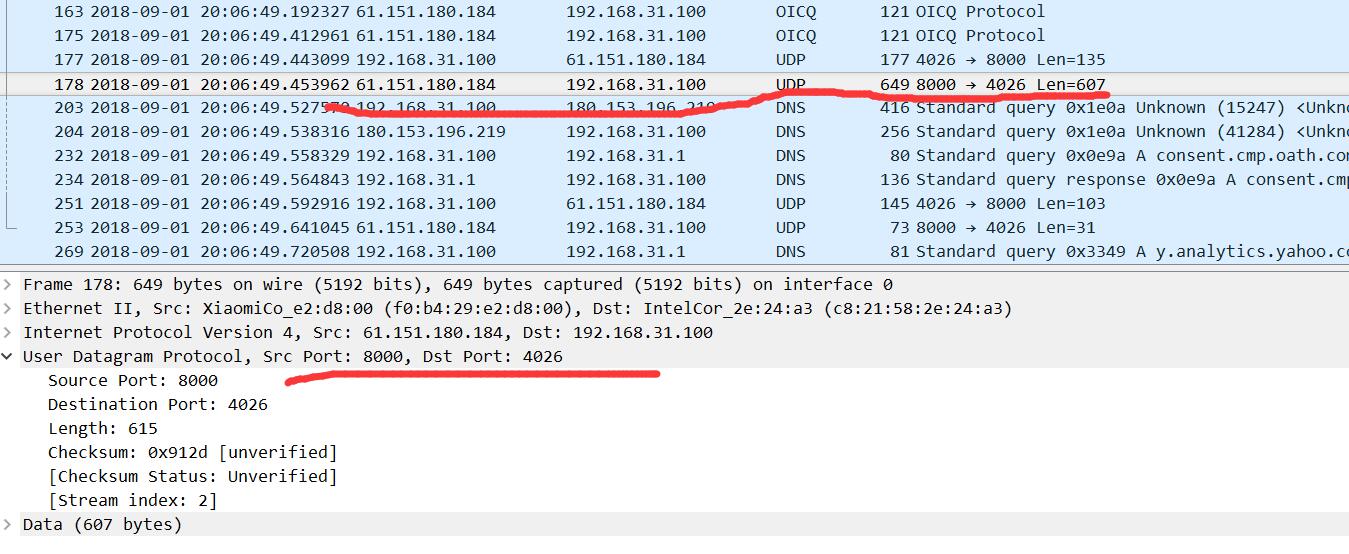 163 2018-09-01 20:06:49.192327 61.151.180.184 192.168.31.100 OICQ 121 OICQ Protocol
175 2018-09-01 20:06:49.412961 61.151.180.184 192.168.31.100 OICQ 121 OICQ Protocol
177 2018-09-01 20:06:49.443099 192.168.31.100 61.151.180.184 UDP 177 4026 → 8000 Len=135
178 2018-09-01 20:06:49.453962 61.151.180.184 192.168.31.100 UDP 649 8000 → 4026 Len=607
203 2018-09-01 192.168.31.100 DNS 416 Standard query 0x1e0a Unknown (15247) <Unkno
204 2018-09-01 20:06:49.538316 180.153.196.219 192.168.31.100 DNS 256 Standard query 0x1e0a Unknown (41284) <Unkno
232 2018-09-01 20:06:49.558329 192.168.31.100 192.168.31.1 DNS 80 Standard query 0x0e9a A consent.cmp.oath.co
234 2018-09-01 20:06:49.564843 192.168.31.1 192.168.31.100 DNS 136 Standard query response 0x0e9a A consent.cmp
251 2018-09-01 20:06:49.592916 192.168.31.100 61.151.180.184 UDP 145 4026 → 8000 Len=103
253 2018-09-01 20:06:49.641045 61.151.180.184 192.168.31.100 UDP 73 8000 → 4026 Len=31
269 2018-09-01 20:06:49.720508 192.168.31.100 192.168.31.1 DNS 81 Standard query 0x3349 A y.analytics.yahoo.c
Frame 178: 649 bytes on wire (5192 bits), 649 bytes captured (5192 bits) on interface 0
Ethernet II, Src: XiaomiCo_e2:d8:00 (f0:b4:29:e2:d8:00), Dst: IntelCor_2e:24:a3 (c8:21:58:2e:24:a3)
Internet Protocol Version 4, Src: 61.151.180.184, Dst: 192.168.31.100
User Datagram Protocol, Src Port: 8000, Dst Port: 4026
Source Port: 8000
Destination Port: 4026
Length: 615
Checksum: 0x912d [unverified]
[Checksum Status: Unverified]
[Stream index: 2]
Data (607 bytes)